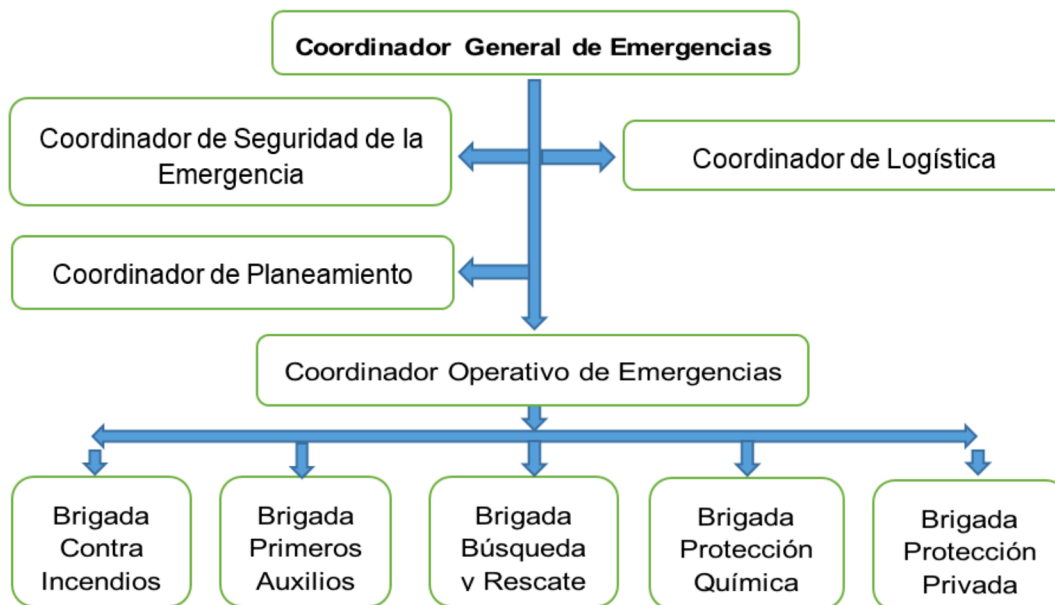 Coordinador General de Emergencias
Coordinador de Seguridad de la
Emergencia
Coordinador de Logística
Coordinador de Planeamiento
Coordinador Operativo de Emergencias
Brigada
Contra
Incendios
Brigada
Primeros
Auxilios
Brigada
Búsqueda
y Rescate
Brigada
Protección
Química
Brigada
Protección
Privada